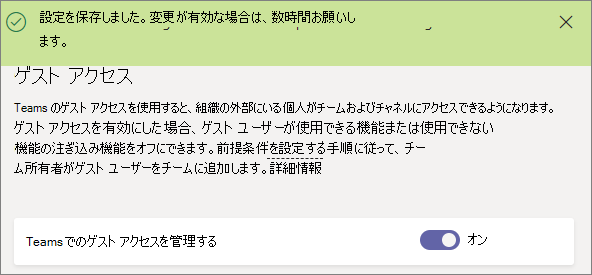 設定を保存しました。変更が有効な場合は、数時間お願いし
ます。
ゲスト アクセス
Teams のゲスト アクセスを使用すると、組織の外部にいる個人がチームおよびチャネルにアクセスできるようになります。
ゲスト アクセスを有効にした場合、ゲスト ユーザーが使用できる機能または使用できない
機能の注ぎ込み機能をオフにできます。前提条件を設定する手順に従って、チー
ム所有者がゲスト ユーザーをチームに追加します。詳細情報
Teamsでのゲスト アクセスを管理する
オン